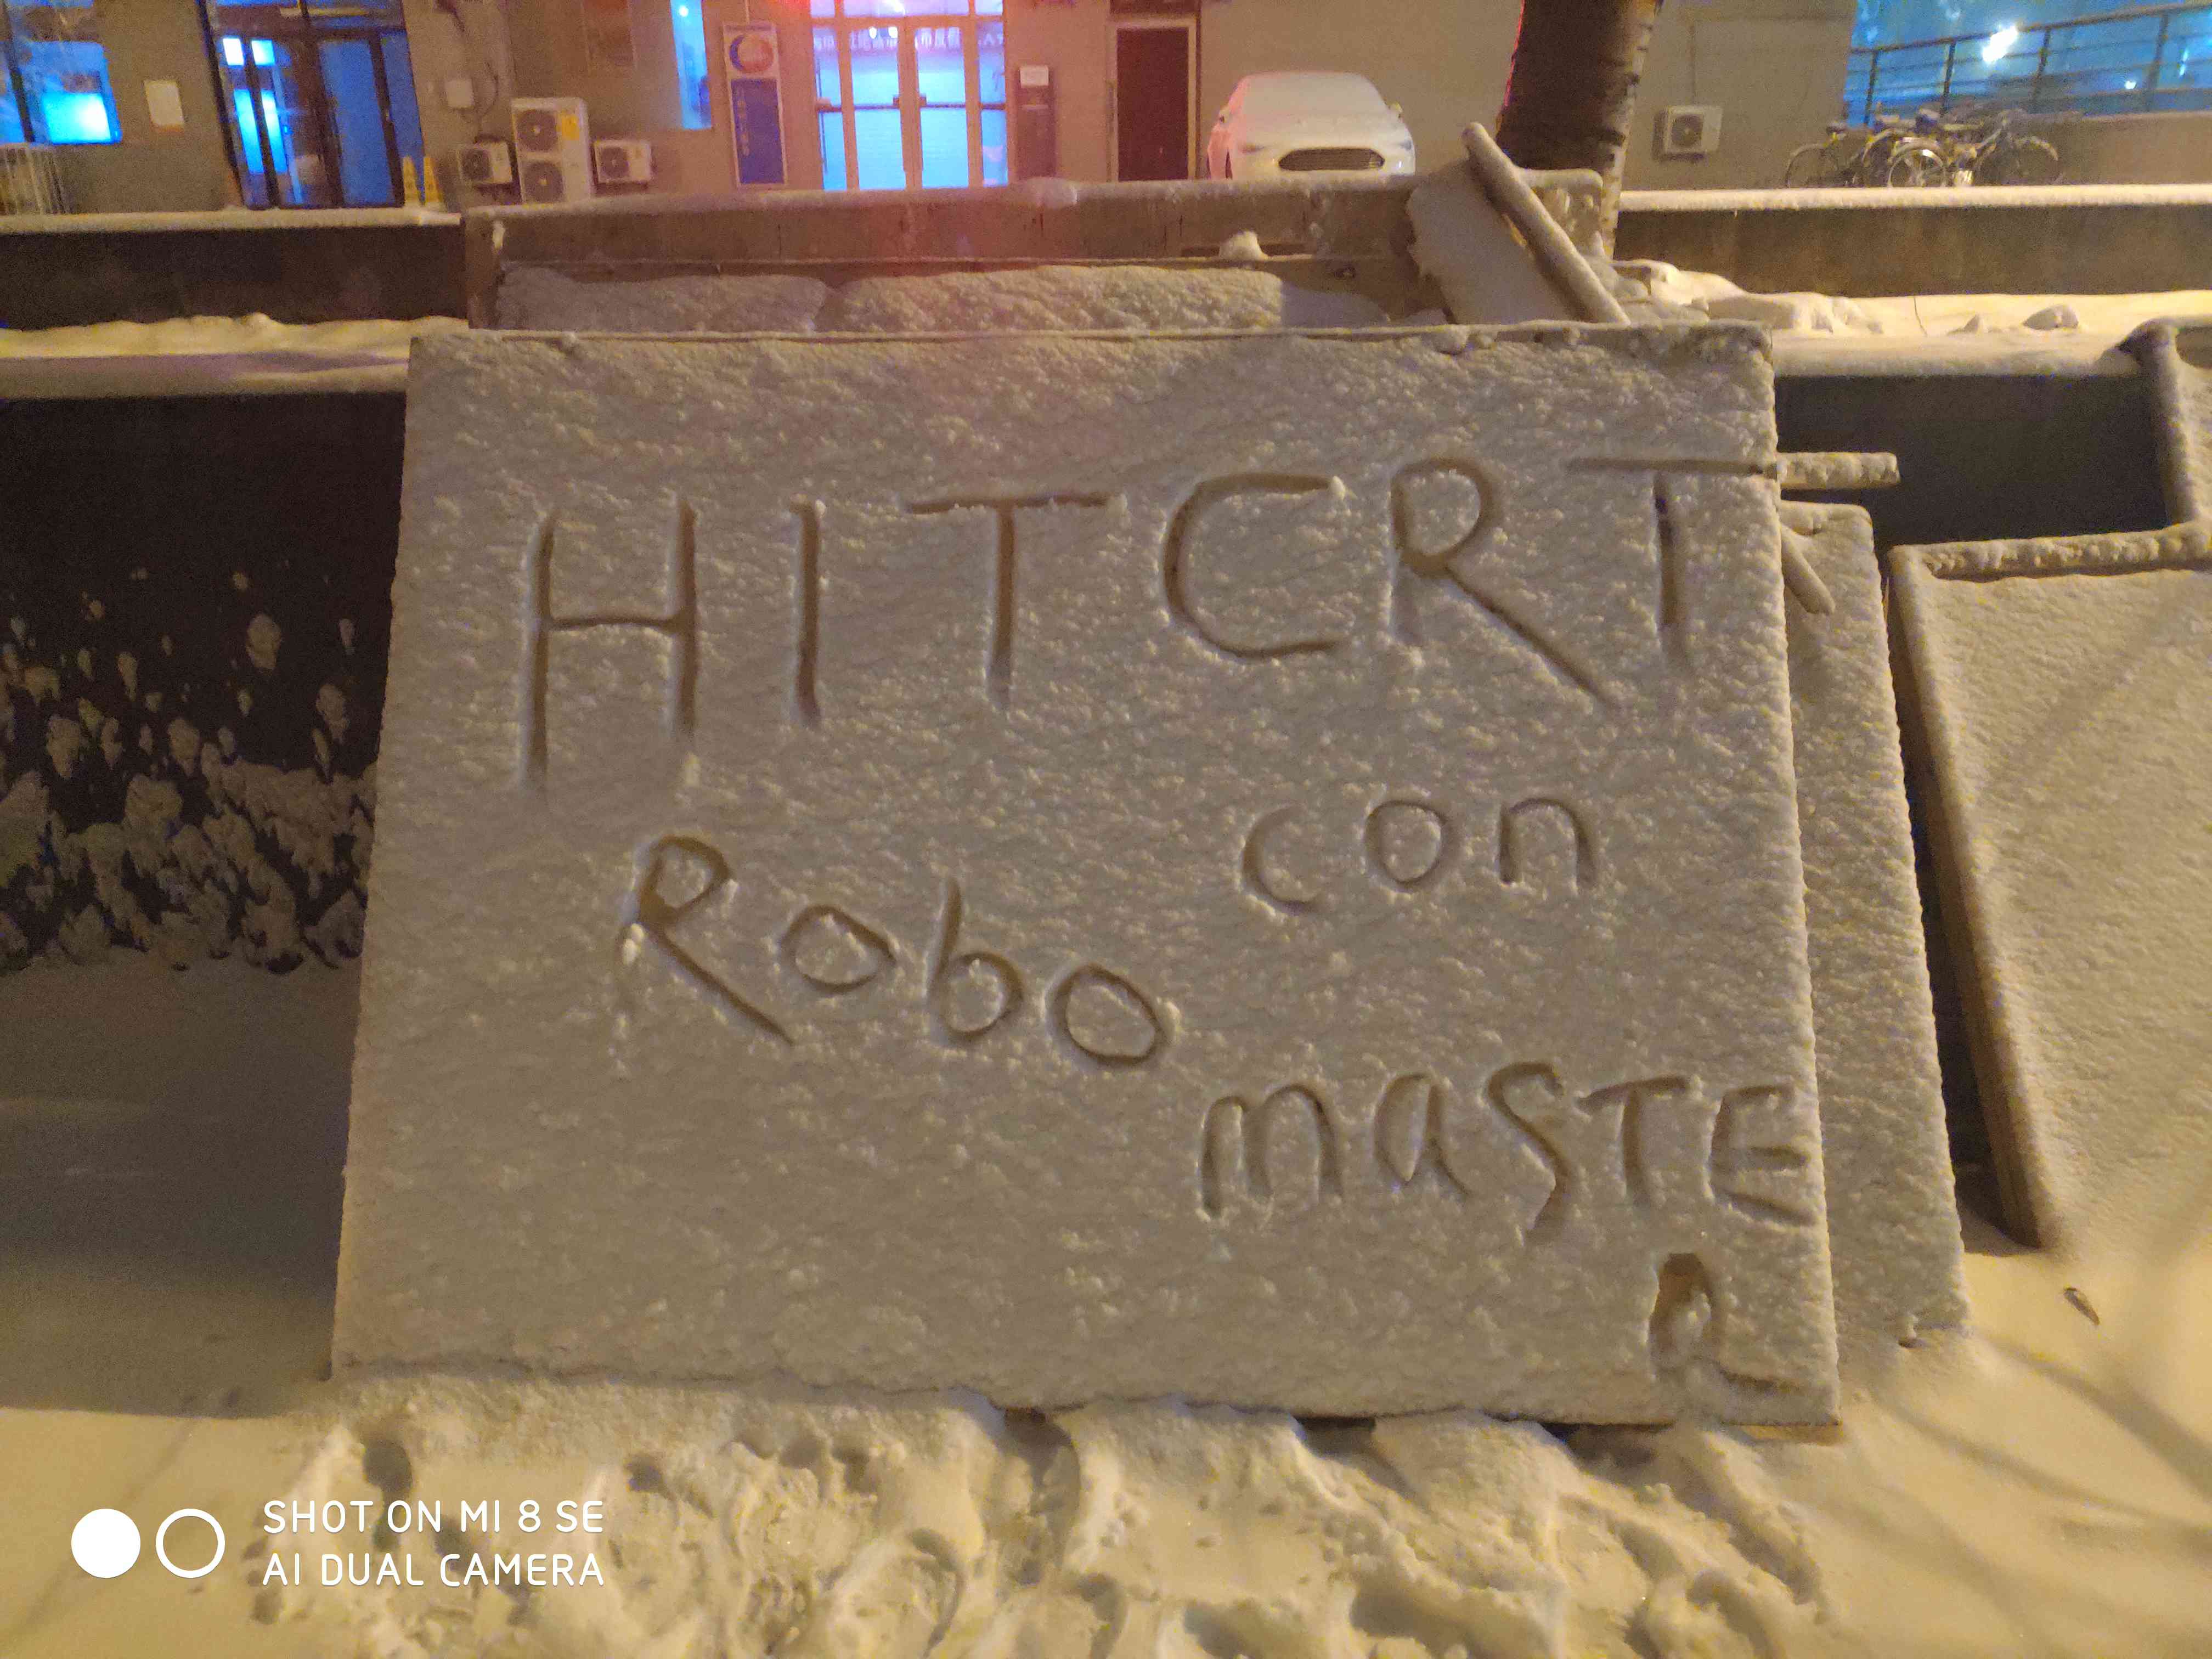 HITCRT
con
Robo
maSTE
R
SHOT ON MI 8 SE
AI DUAL CAMERA